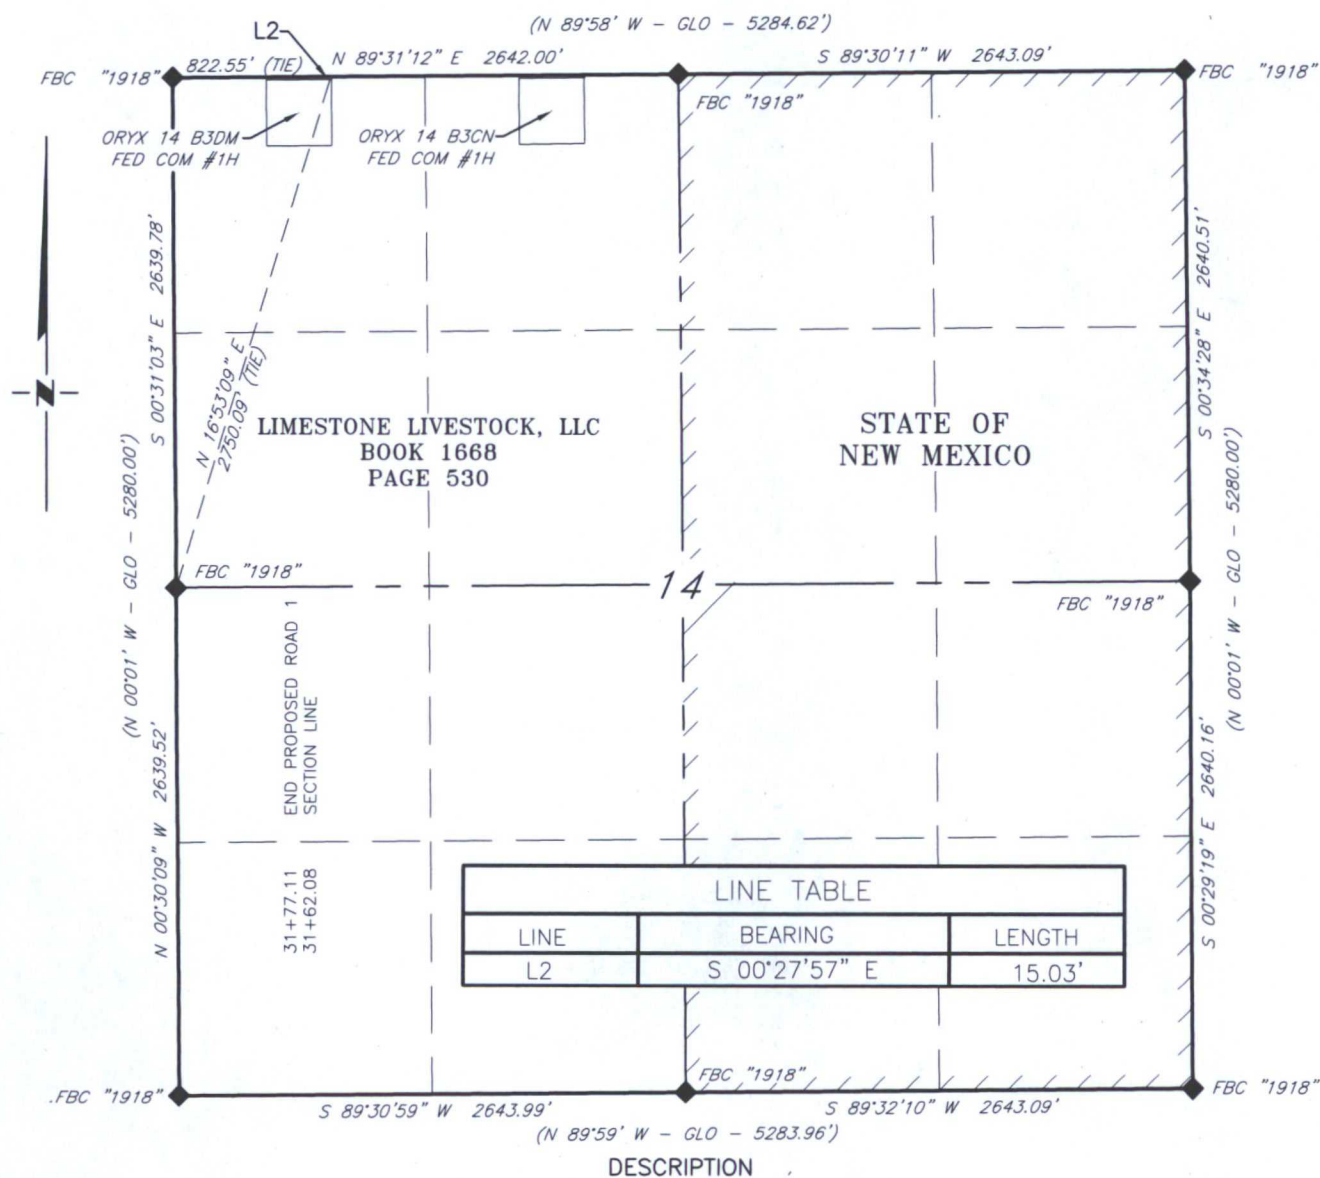 (N 89°58' W - GLO - 5284.62')
L2
822.55' (TIE)
N 89°31'12" E 2642.00'
S 89°30'11" W 2643.09'
FBC "1918"
FBC "1918"
FBC "1918"
ORYX 14 B3DM
FED COM #1H
ORYX 14 B3CN
FED COM #1H
S 00°31'03" E 2639.78'
S 00°34'28" E 2640.51'
N 16°53'09" E
2750.09' (TIE)
LIMESTONE LIVESTOCK, LLC
BOOK 1668
PAGE 530
STATE OF
NEW MEXICO
-N-
(N 00°01' W - GLO - 5280.00')
(N 00°01' W - GLO - 5280.00')
FBC "1918"
14
FBC "1918"
END PROPOSED ROAD 1
SECTION LINE
31+77.11
31+62.08
N 00°30'09" W 2639.52'
S 00°29'19" E 2640.16'
LINE TABLE
LINE BEARING LENGTH
L2 S 00°27'57" E 15.03'
.FBC "1918"
FBC "1918"
FBC "1918"
S 89°30'59" W 2643.99'
S 89°32'10" W 2643.09'
(N 89°59' W - GLO - 5283.96')
DESCRIPTION